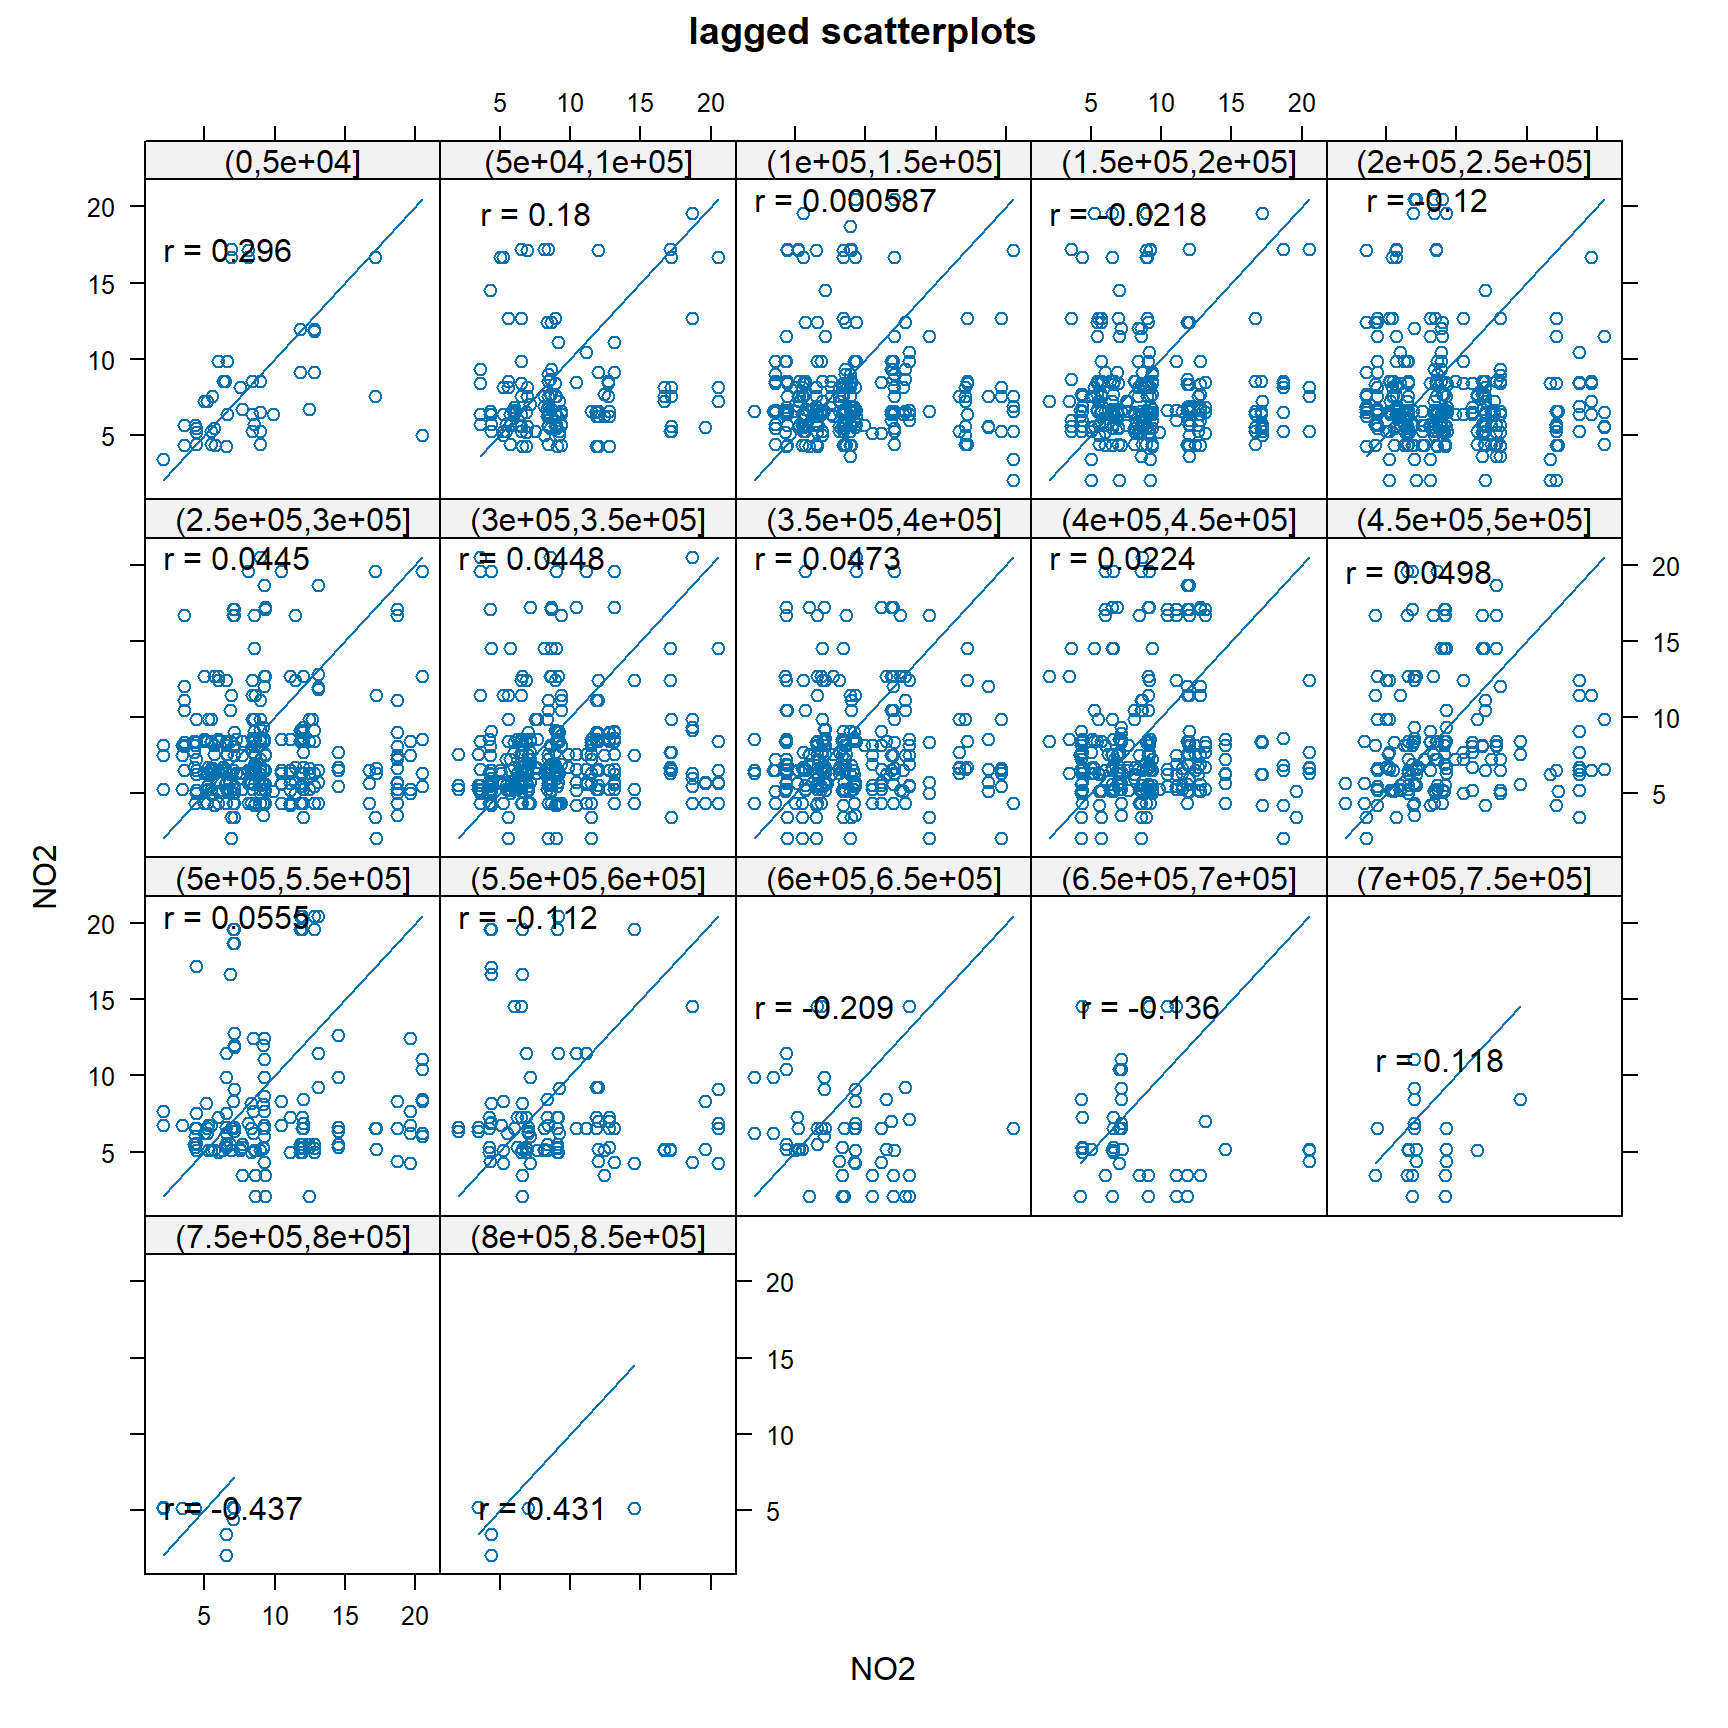 lagged scatterplots
5 10 15 20 5 10 15 20
(0,5e+04] (5e+04,1e+05] (1e+05,1.5e+05] (1.5e+05,2e+05] (2e+05,2.5e+05]
r = 0.296 r = 0.18 r = 0.000587 r = -0.0218 r = -0.12
20
15
10
5
(2.5e+05,3e+05] (3e+05,3.5e+05] (3.5e+05,4e+05] (4e+05,4.5e+05] (4.5e+05,5e+05]
r = 0.0445 r = 0.0448 r = 0.0473 r = 0.0224 r = 0.0498
20
15
10
5
NO2
(5e+05,5.5e+05] (5.5e+05,6e+05] (6e+05,6.5e+05] (6.5e+05,7e+05] (7e+05,7.5e+05]
r = 0.0555 r = -0.112 r = -0.209 r = -0.136 r = 0.118
20
15
10
5
(7.5e+05,8e+05] (8e+05,8.5e+05]
r = -0.437 r = 0.431
20
15
10
5
5 10 15 20
NO2